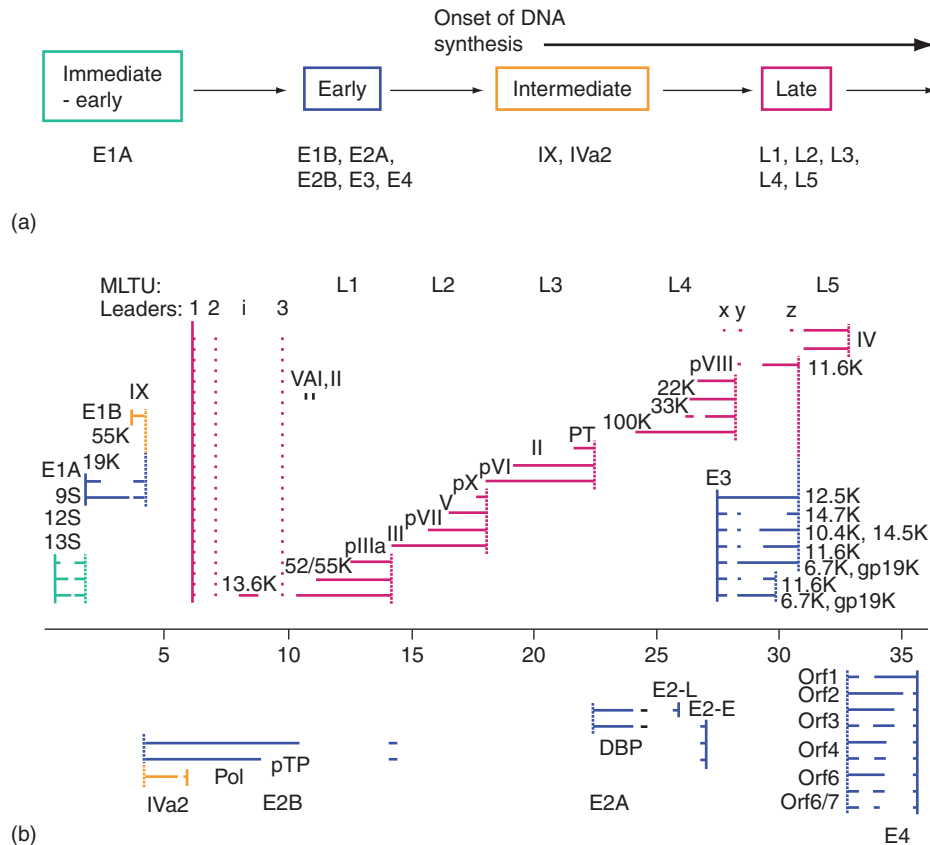 Onset of DNA
synthesis
Immediate
- early
Early
Intermediate
Late
E1A
E1B, E2A,
E2B, E3, E4
IX, IVa2
L1, L2, L3,
L4, L5
(a)
MLTU:
L1 L2 L3 L4 L5
Leaders: 1 2 i 3
x y z
IV
11.6K
pVIII
22K
33K
100K
VAI,II
IX
E1B
55K
19K
E1A
9S
12S
13S
PT
II
pVI
pX
V
pVII
III
pIIIa
52/55K
13.6K
E3
12.5K
14.7K
10.4K, 14.5K
11.6K
6.7K, gp19K
11.6K
6.7K, gp19K
5 10 15 20 25 30 35
Orf1
Orf2
Orf3
Orf4
Orf6
Orf6/7
E2-L
E2-E
DBP
pTP
Pol
IVa2
E2B
E2A
E4
(b)